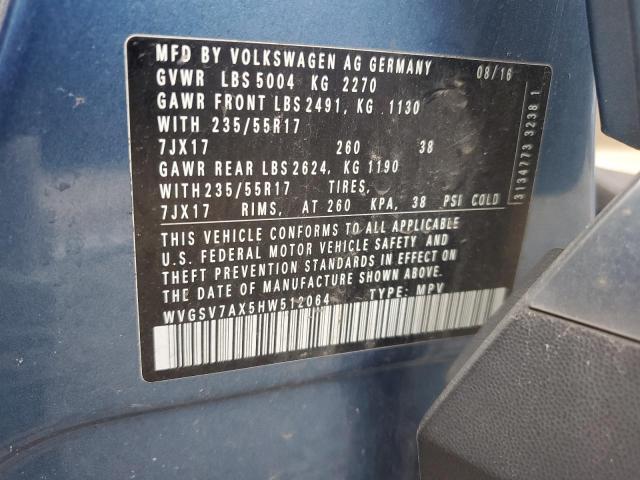 MFD BY VOLKSWAGEN AG GERMANY 08/16
GVWR LBS 5004 KG 2270
GAWR FRONT LBS 2491, KG 1130
WITH 235/55R17
7JX17 260 38
GAWR REAR LBS 2624, KG 1190
WITH 235/55R17 TIRES,
7JX17 RIMS, AT 260 KPA, 38 PSI COLD
THIS VEHICLE CONFORMS TO ALL APPLICABLE
U.S. FEDERAL MOTOR VEHICLE SAFETY AND
THEFT PREVENTION STANDARDS IN EFFECT ON
THE DATE OF MANUFACTURE SHOWN ABOVE.
WVGSV7AX5HW512064 TYPE: MPV
3134773 3238 1